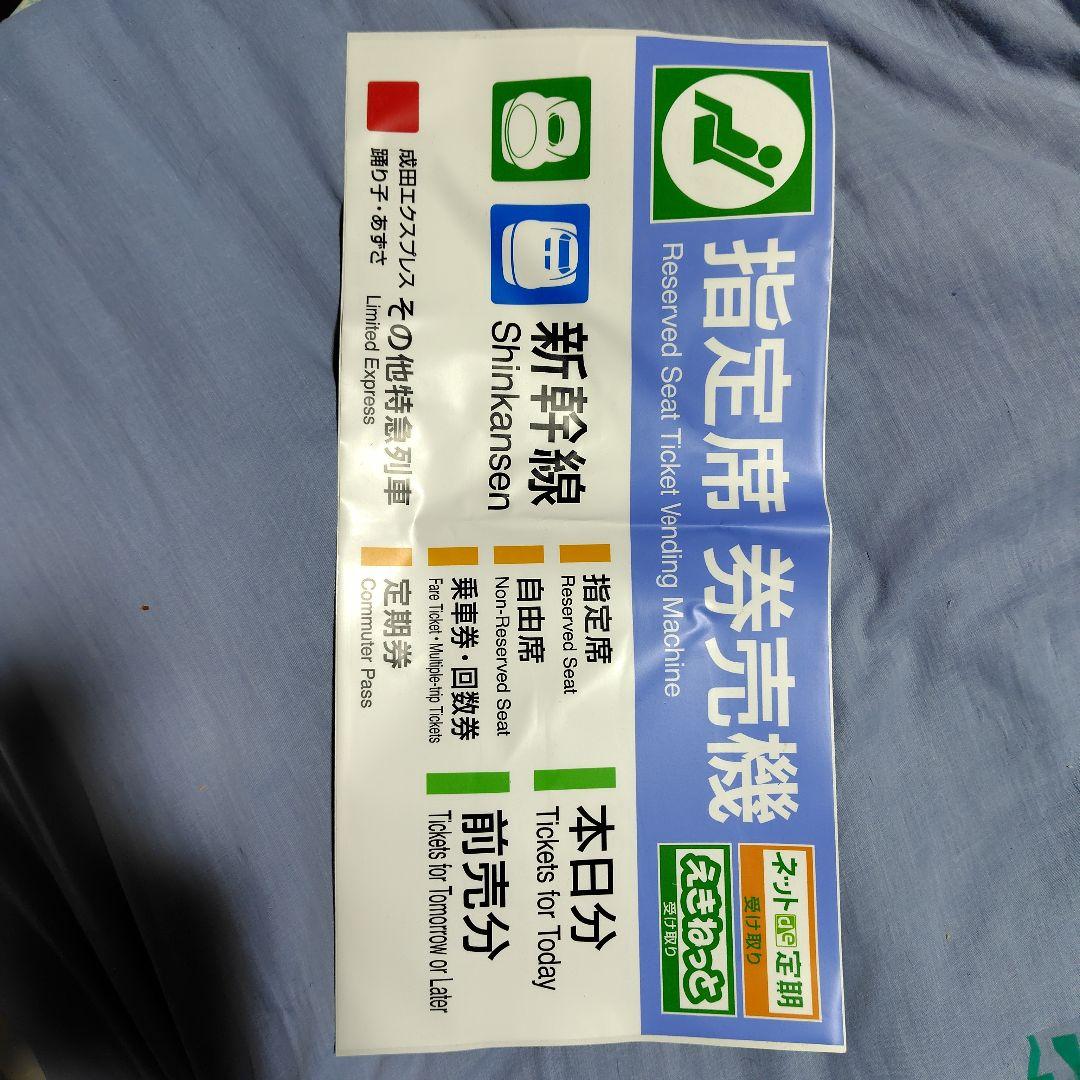 指定席 券売機
Reserved Seat Ticket Vending Machine
ネットde定期
受け取り
えきねっと
受け取り
新幹線
Shinkansen
成田エクスプレス
踊り子・あずさ
その他特急列車
Limited Express
指定席
Reserved Seat
自由席
Non-Reserved Seat
乗車券・回数券
Fare Ticket・Multiple-trip Tickets
定期券
Commuter Pass
本日分
Tickets for Today
前売分
Tickets for Tomorrow or Later